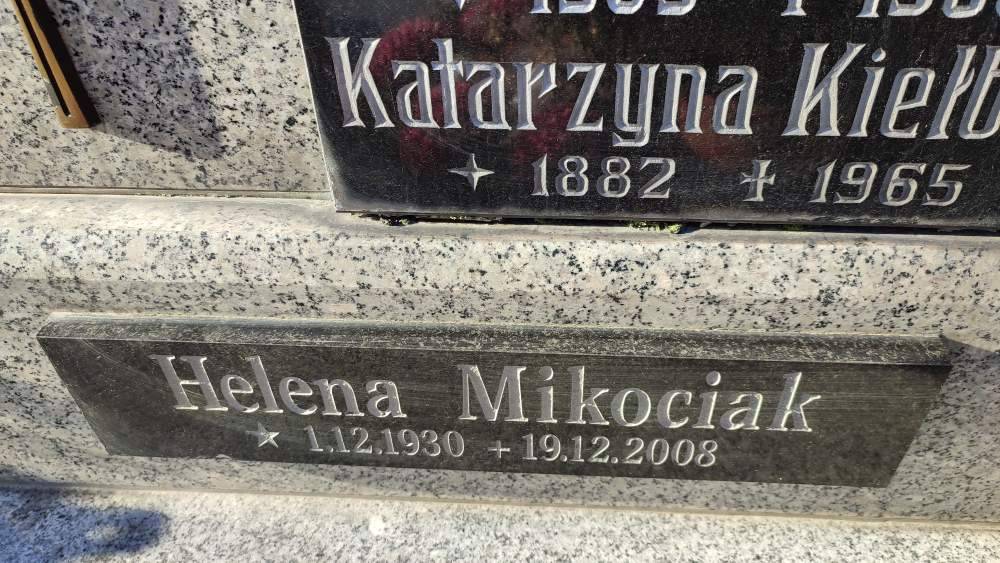 Katarzyna
1882 1965
Helena Mikociak
1.12.1930 + 19.12.2008